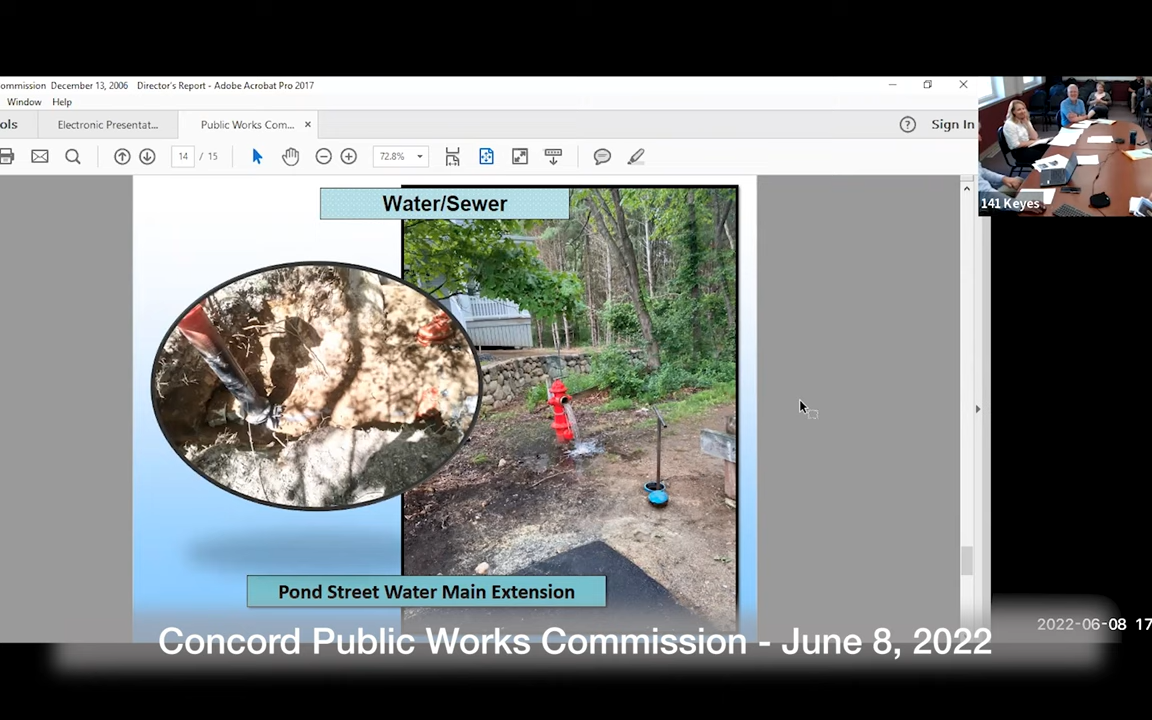 ommission December 13, 2006 Director's Report - Adobe Acrobat Pro 2017
Window Help
ols Electronic Presentat... Public Works Com... × Sign In
14 / 15 72.8%
Water/Sewer
141 Keyes
Pond Street Water Main Extension
Concord Public Works Commission - June 8, 2022
2022-06-08 17